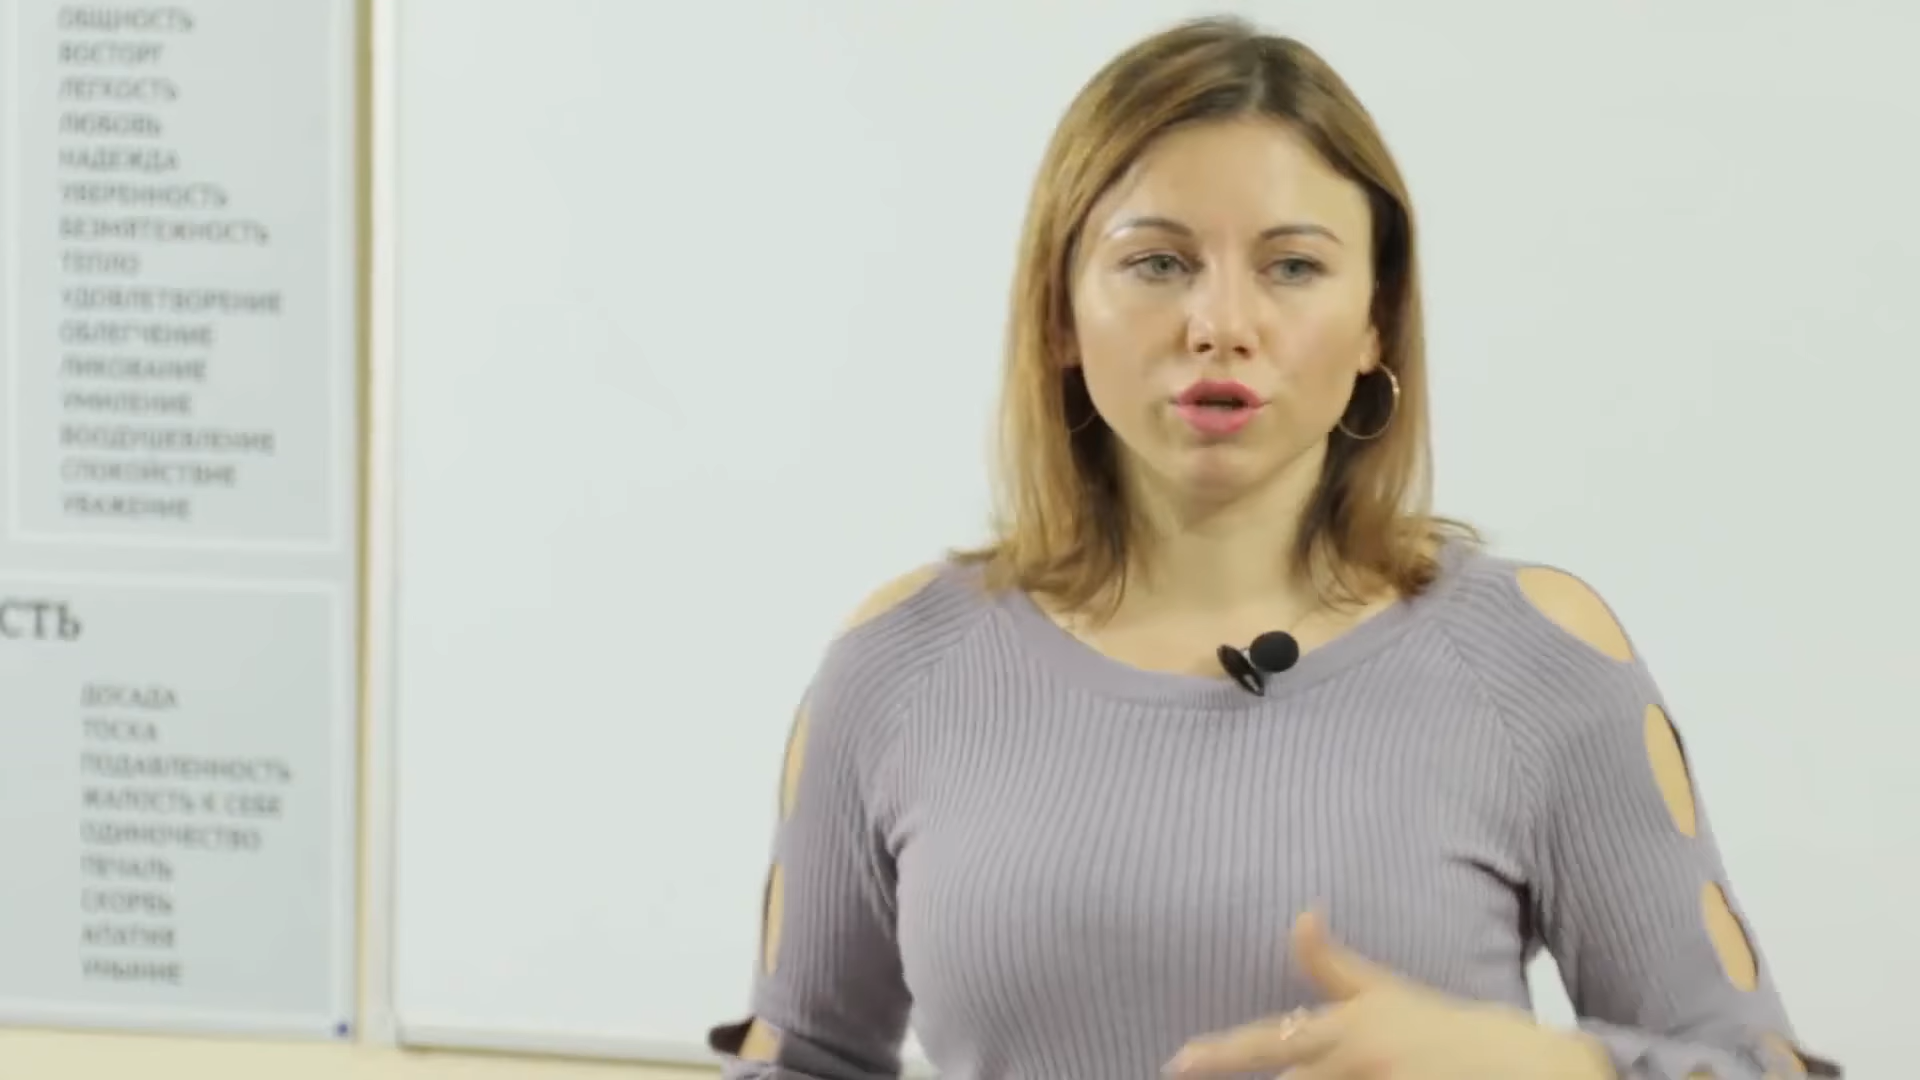 ОБЩНОСТЬ
ВОСТОРГ
ЛЕГКОСТЬ
ЛЮБОВЬ
НАДЕЖДА
УВЕРЕННОСТЬ
БЕЗМЯТЕЖНОСТЬ
ТЕПЛО
УДОВЛЕТВОРЕНИЕ
ОБЛЕГЧЕНИЕ
ЛИКОВАНИЕ
УМИЛЕНИЕ
ВООДУШЕВЛЕНИЕ
СПОКОЙСТВИЕ
УВАЖЕНИЕ
СТЬ
ДОСАДА
ТОСКА
ПОДАВЛЕННОСТЬ
ЖАЛОСТЬ К СЕБЕ
ОДИНОЧЕСТВО
ПЕЧАЛЬ
СКОРБЬ
АПАТИЯ
УНЫНИЕ